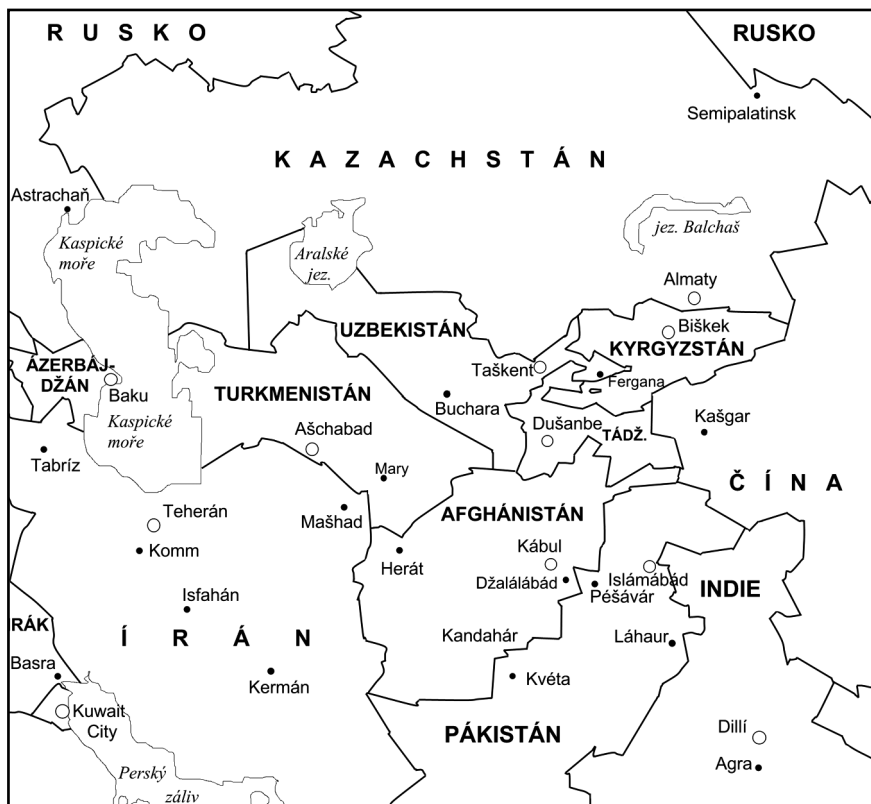 R U S K O
RUSKO
Semipalatinsk
K A Z A C H S T Á N
Astrachaň
Kaspické
moře
Aralské
jez.
jez. Balchaš
Almaty
Biškek
KYRGYZSTÁN
UZBEKISTÁN
Taškent
Fergana
ÁZERBÁJ-
DŽÁN
Baku
TURKMENISTÁN
Buchara
Kaspické
moře
Ašchabad
Dušanbe
TÁDŽ.
Kašgar
Tabríz
Mary
Č Í N A
Teherán
Mašhad
AFGHÁNISTÁN
Komm
Herát
Kábul
Džalálábád
Islámábád
Péšávár
INDIE
Isfahán
RÁK
Í R Á N
Kandahár
Láhaur
Basra
Kermán
Kvéta
Kuwait
City
PÁKISTÁN
Dillí
Agra
Perský
záliv